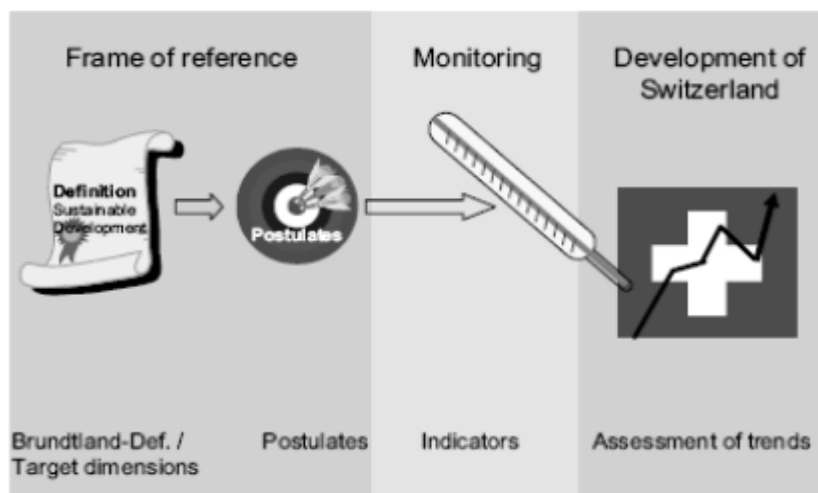 Frame of reference
Monitoring
Development of
Switzerland
Definition
Sustainable
Development
Postulates
Brundtland-Def. /
Target dimensions
Postulates
Indicators
Assessment of trends